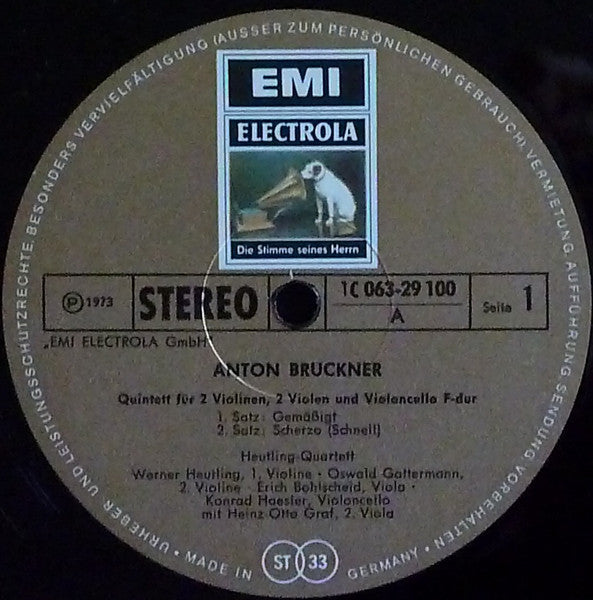 EMI
ELECTROLA
Die Stimme seines Herrn
Ⓟ 1973
STEREO
1C 063-29 100
A
Seite 1
„EMI ELECTROLA GmbH"
ANTON BRUCKNER
Quintett für 2 Violinen, 2 Violen und Violoncello F-dur
1. Satz: Gemäßigt
2. Satz: Scherzo (Schnell)
Heutling-Quartett
Werner Heutling, 1. Violine · Oswald Gattermann,
2. Violine · Erich Bohlscheid, Viola ·
Konrad Haesler, Violoncello
mit Heinz Otto Graf, 2. Viola
URHEBER- UND LEISTUNGSSCHUTZRECHTE, BESONDERS VERVIELFÄLTIGUNG (AUSSER ZUM PERSÖNLICHEN GEBRAUCH), VERMIETUNG, AUFFÜHRUNG, SENDUNG VORBEHALTEN ·
· MADE IN GERMANY ·
ST 33